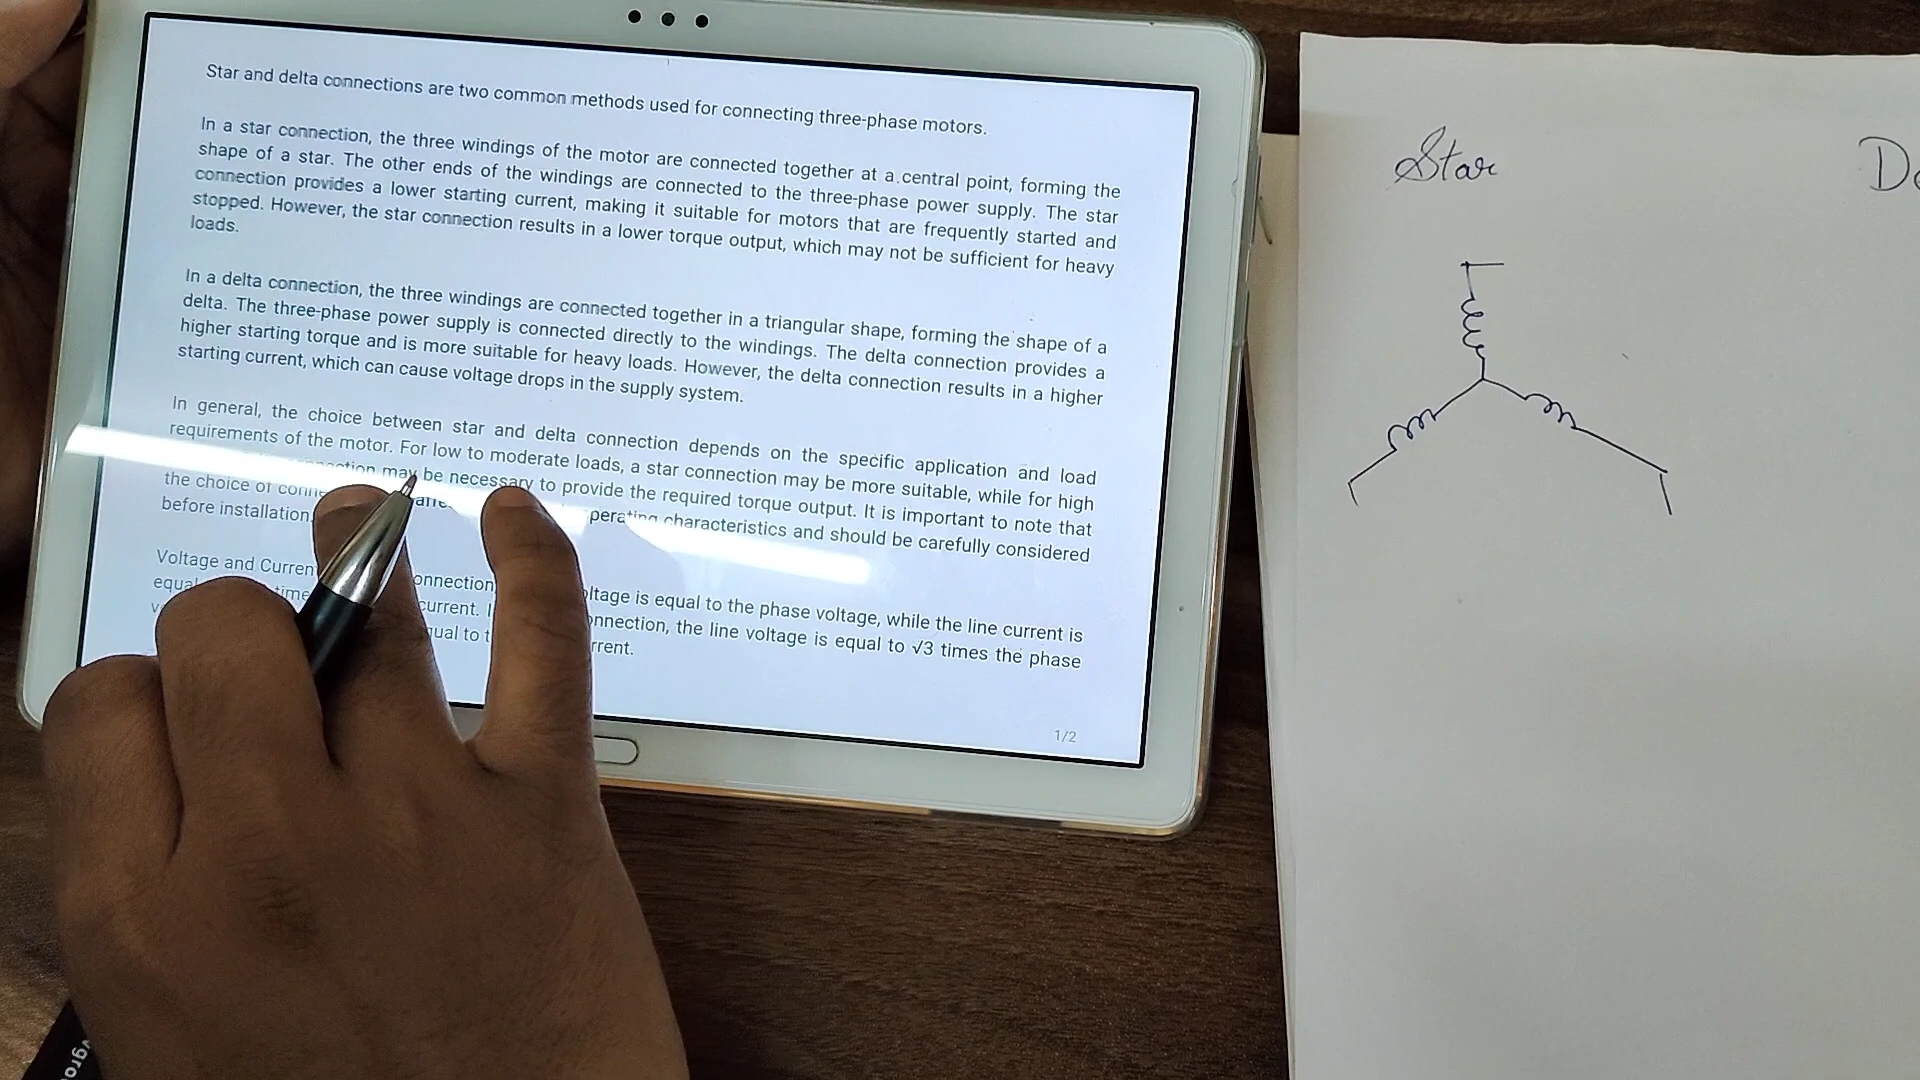 Star and delta connections are two common methods used for connecting three-phase motors.
In a star connection, the three windings of the motor are connected together at a central point, forming the
shape of a star. The other ends of the windings are connected to the three-phase power supply. The star
connection provides a lower starting current, making it suitable for motors that are frequently started and
stopped. However, the star connection results in a lower torque output, which may not be sufficient for heavy
loads.
In a delta connection, the three windings are connected together in a triangular shape, forming the shape of a
delta. The three-phase power supply is connected directly to the windings. The delta connection provides a
higher starting torque and is more suitable for heavy loads. However, the delta connection results in a higher
starting current, which can cause voltage drops in the supply system.
In general, the choice between star and delta connection depends on the specific application and load
requirements of the motor. For low to moderate loads, a star connection may be more suitable, while for high
may be necessary to provide the required torque output. It is important to note that
the choice of characteristics and should be carefully considered
before installation.
Voltage and is equal to the phase voltage, while the line current is
current. the line voltage is equal to √3 times the phase
1/2
Star